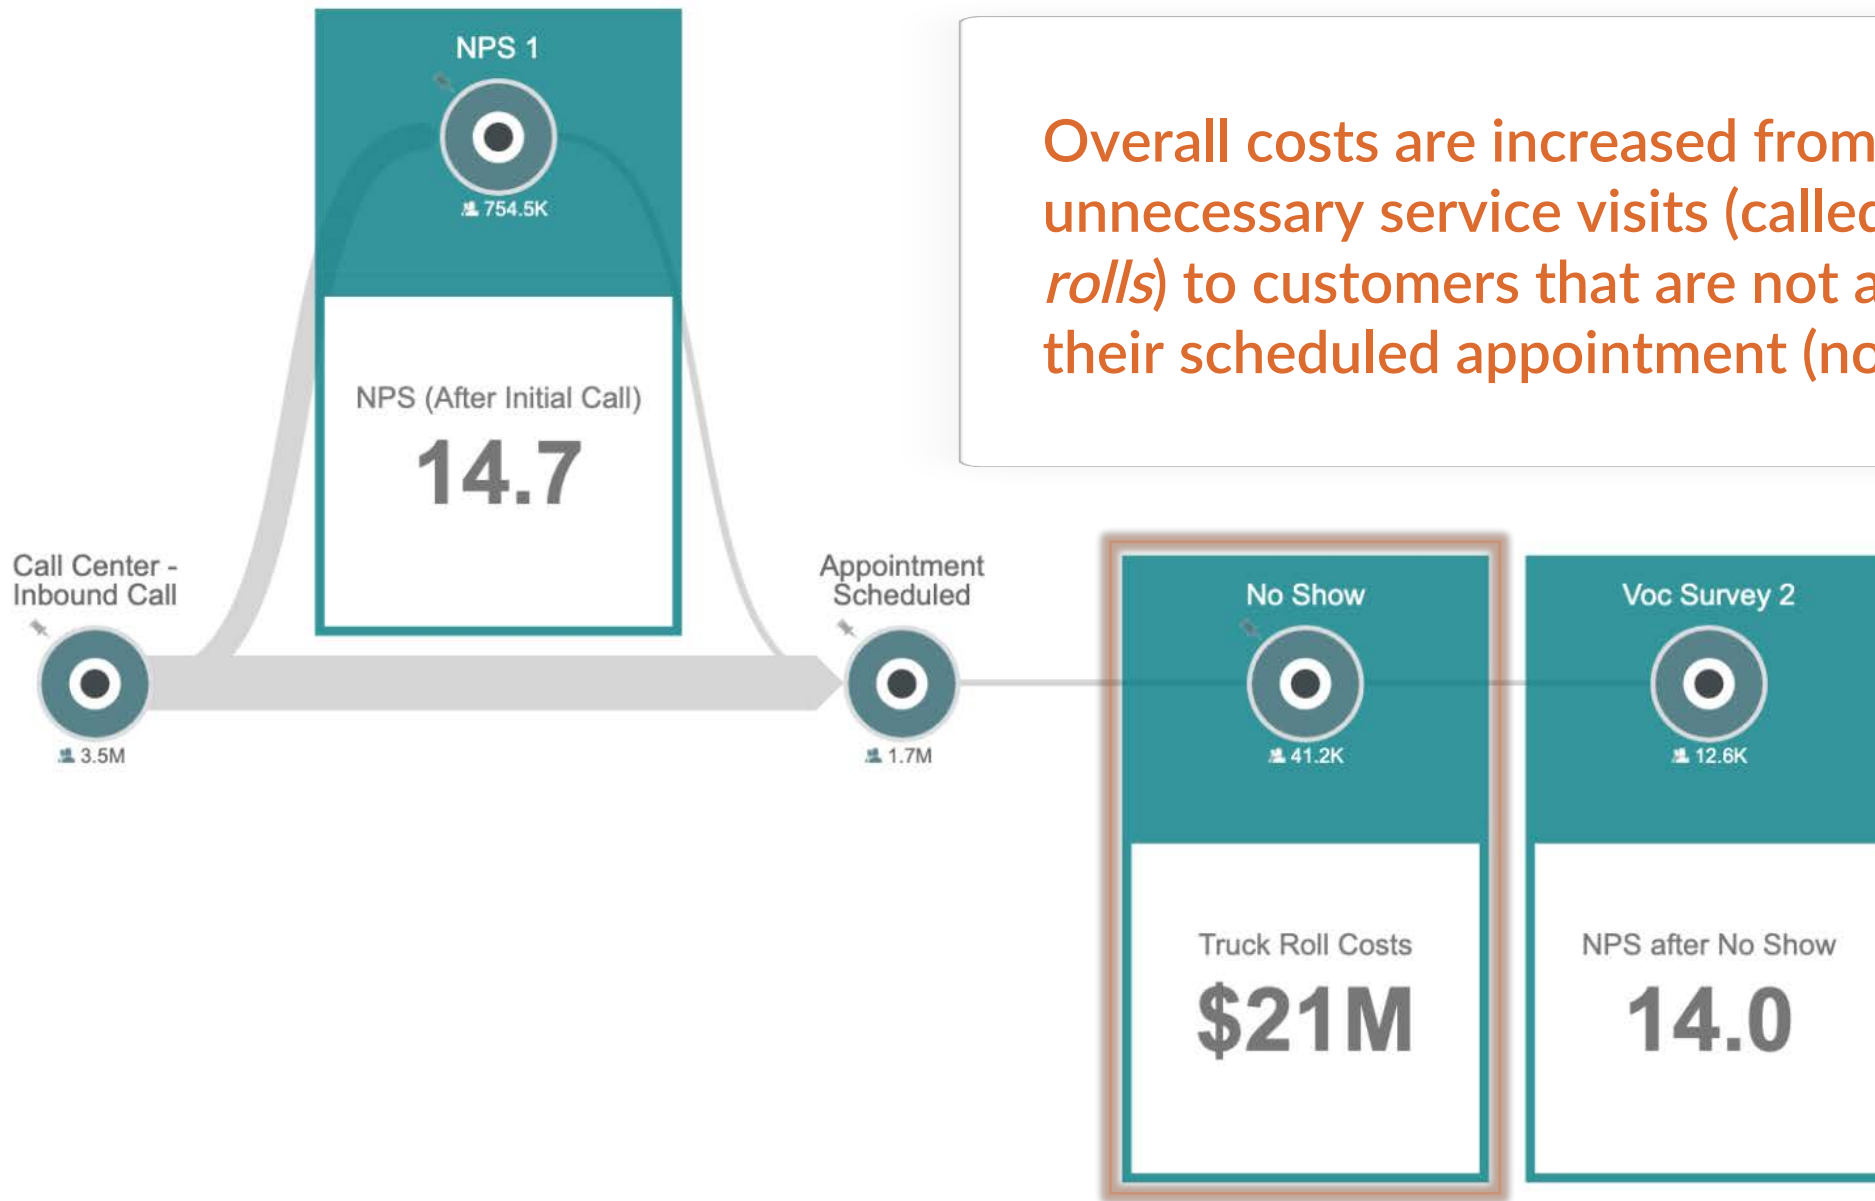 NPS 1
754.5K
NPS (After Initial Call)
14.7
Overall costs are increased from
unnecessary service visits (called
rolls) to customers that are not a
their scheduled appointment (no
Call Center -
Inbound Call
3.5M
Appointment
Scheduled
1.7M
No Show
41.2K
Truck Roll Costs
$21M
Voc Survey 2
12.6K
NPS after No Show
14.0